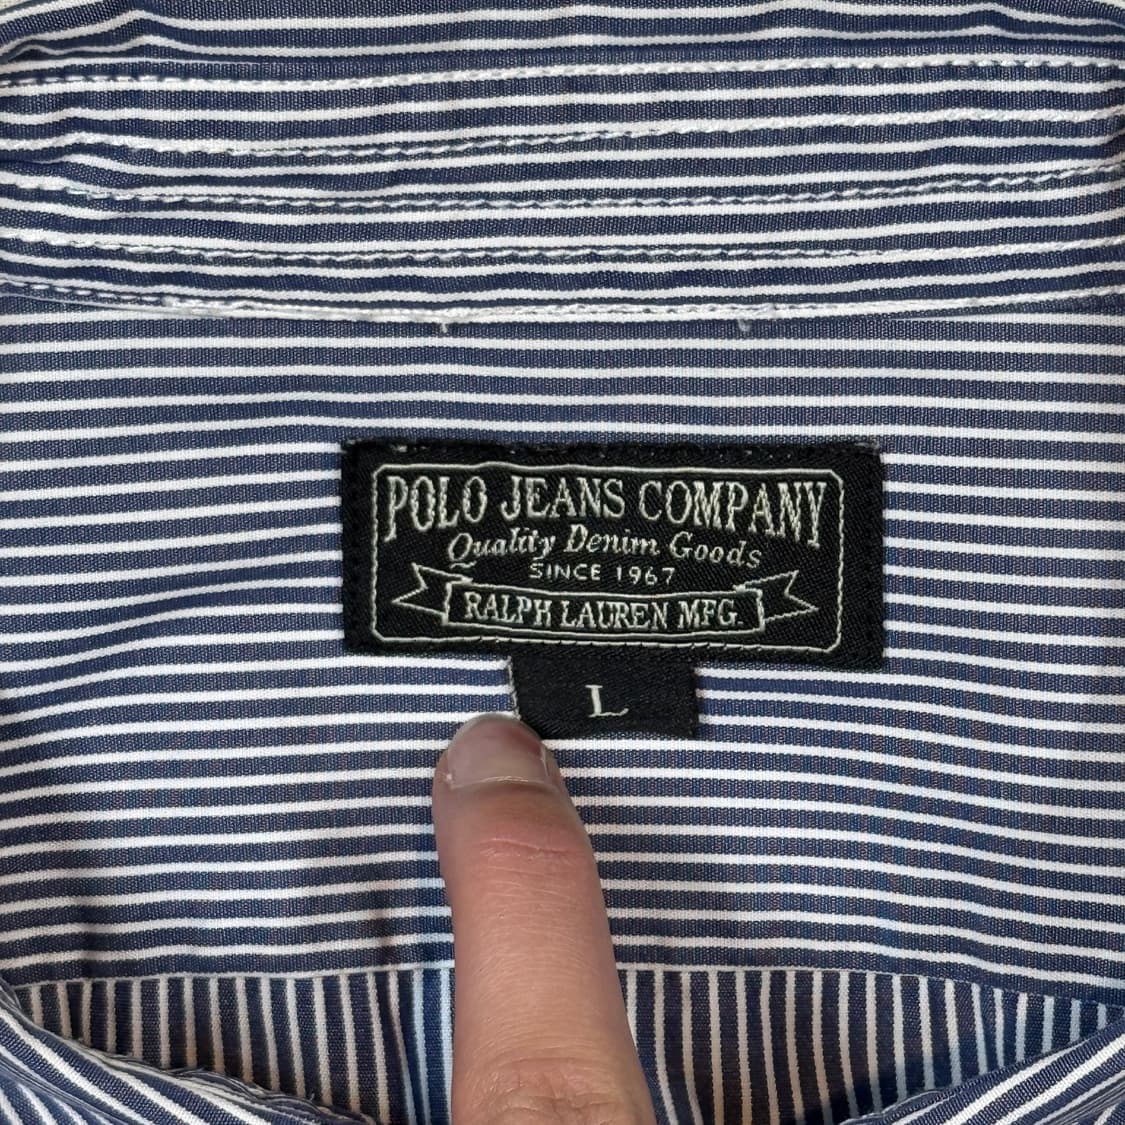 POLO JEANS COMPANY
Quality Denim Goods
SINCE 1967
RALPH LAUREN MFG.
L